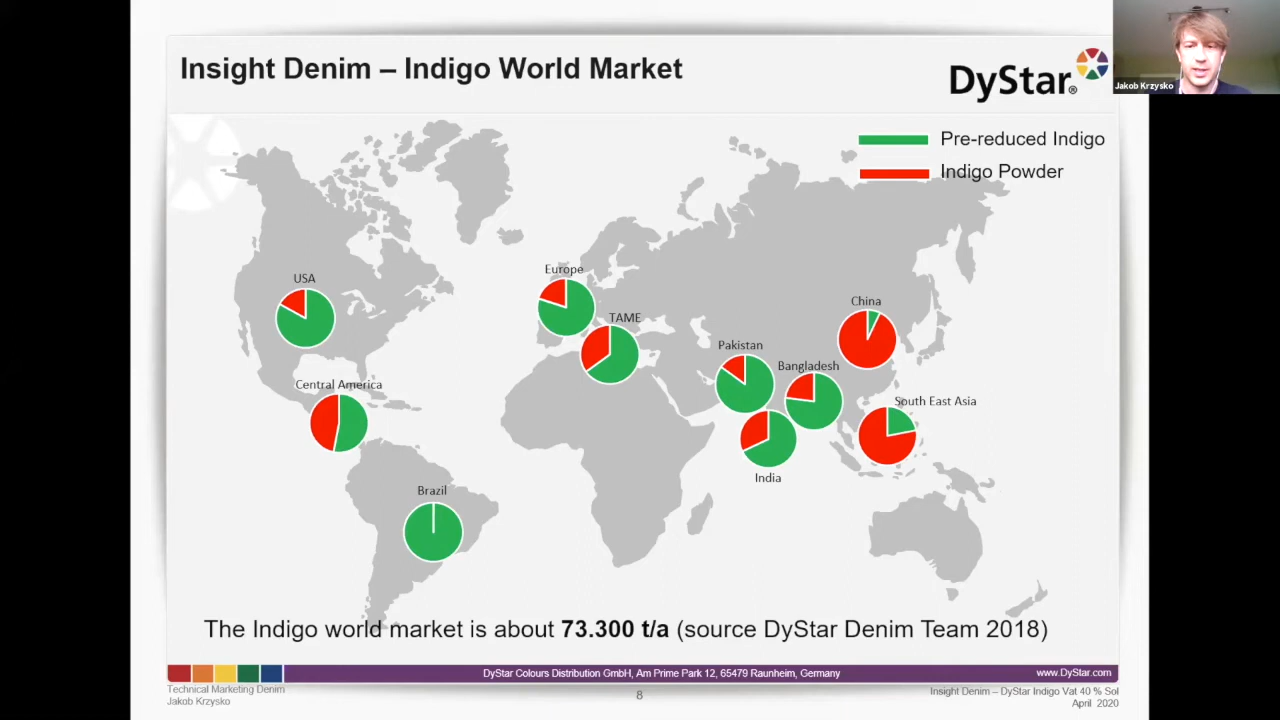 Insight Denim – Indigo World Market
DyStar®
Jakob Krzysko
Pre-reduced Indigo
Indigo Powder
USA
Europe
TAME
China
Pakistan
Bangladesh
Central America
South East Asia
India
Brazil
The Indigo world market is about 73.300 t/a (source DyStar Denim Team 2018)
DyStar Colours Distribution GmbH, Am Prime Park 12, 65479 Raunheim, Germany
www.DyStar.com
Technical Marketing Denim
Jakob Krzysko
8
Insight Denim – DyStar Indigo Vat 40 % Sol
April 2020